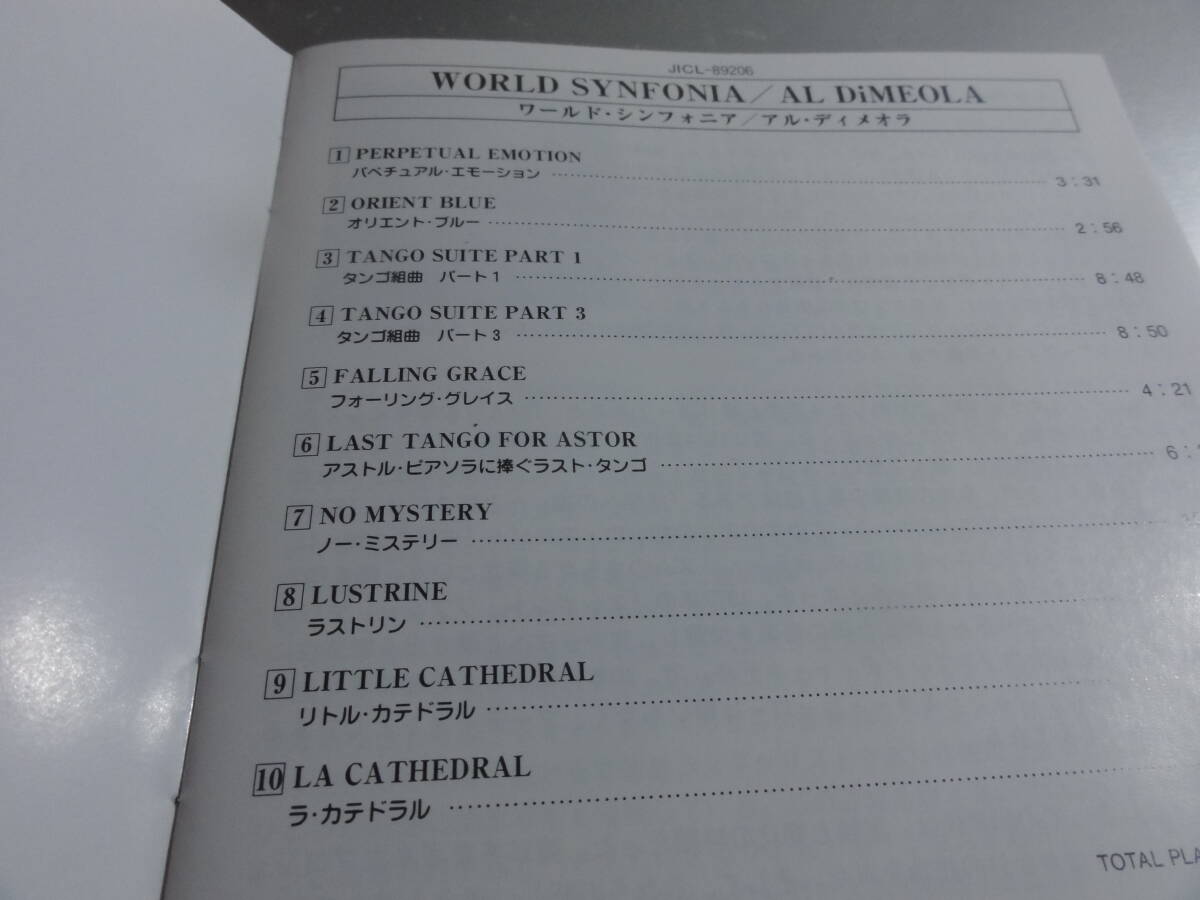 JICL-89206
WORLD SYNFONIA/AL DiMEOLA
ワールド・シンフォニア/アル・ディメオラ
1 PERPETUAL EMOTION
パペチュアル・エモーション 3:31
2 ORIENT BLUE
オリエント・ブルー 2:56
3 TANGO SUITE PART 1
タンゴ組曲 パート1 8:48
4 TANGO SUITE PART 3
タンゴ組曲 パート3 8:50
5 FALLING GRACE
フォーリング・グレイス 4:21
6 LAST TANGO FOR ASTOR
アストル・ピアソラに捧ぐラスト・タンゴ 6:
7 NO MYSTERY
ノー・ミステリー
8 LUSTRINE
ラストリン
9 LITTLE CATHEDRAL
リトル・カテドラル
10 LA CATHEDRAL
ラ・カテドラル
TOTAL PLA